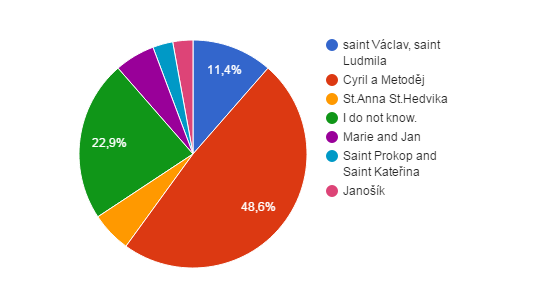 11,4%
48,6%
22,9%
saint Václav, saint
Ludmila
Cyril a Metoděj
St.Anna St.Hedvika
I do not know.
Marie and Jan
Saint Prokop and
Saint Kateřina
Janošík